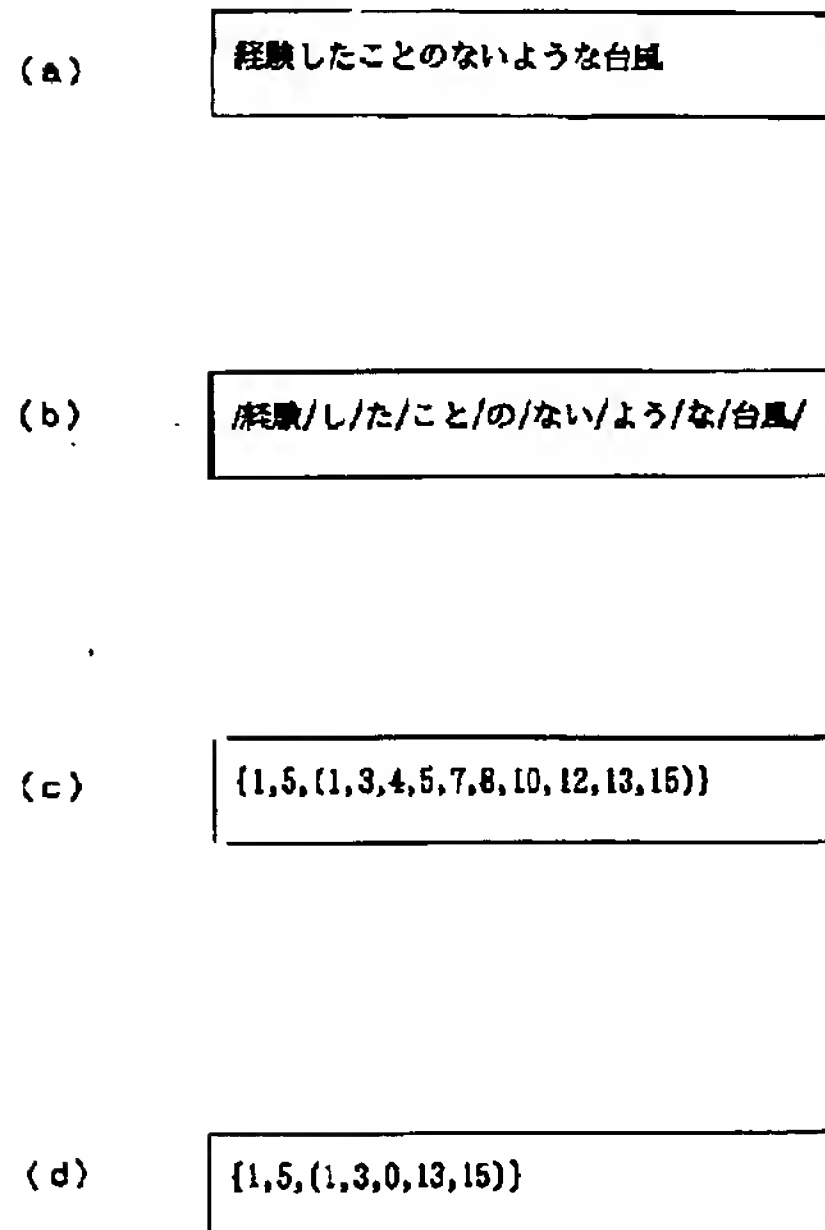 (a) 経験したことのないような台風
(b) /経験/し/た/こと/の/ない/よう/な/台風/
(c) {1,5,(1,3,4,5,7,8,10,12,13,15)}
(d) {1,5,(1,3,0,13,15)}